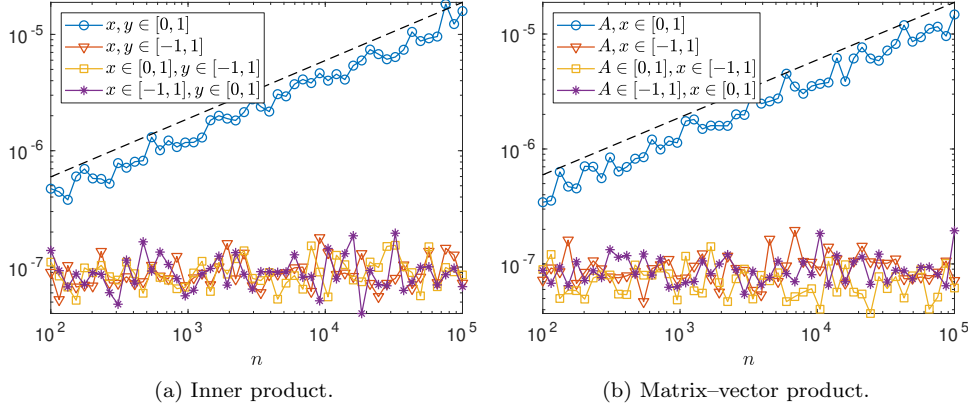 10^-5
10^-6
10^-7
x, y ∈ [0, 1]
x, y ∈ [-1, 1]
x ∈ [0, 1], y ∈ [-1, 1]
x ∈ [-1, 1], y ∈ [0, 1]
10^2
10^3
10^4
10^5
n
(a) Inner product.
10^-5
10^-6
10^-7
A, x ∈ [0, 1]
A, x ∈ [-1, 1]
A ∈ [0, 1], x ∈ [-1, 1]
A ∈ [-1, 1], x ∈ [0, 1]
10^2
10^3
10^4
10^5
n
(b) Matrix–vector product.